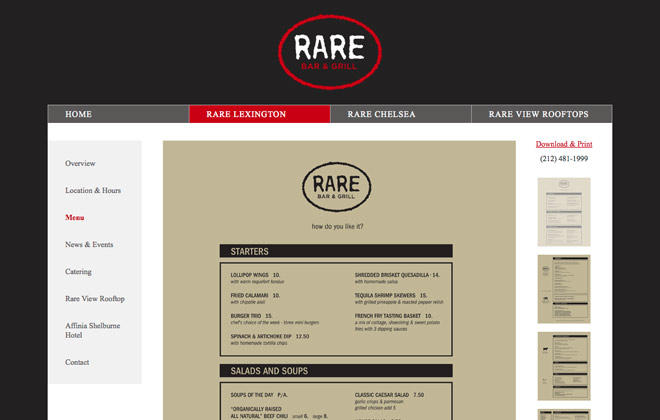 RARE
BAR & GRILL
HOME
RARE LEXINGTON
RARE CHELSEA
RARE VIEW ROOFTOPS
Overview
Location & Hours
Menu
News & Events
Catering
Rare View Rooftop
Affinia Shelburne
Hotel
Contact
RARE
BAR & GRILL
how do you like it?
STARTERS
LOLLIPOP WINGS 10.
with warm roquefort fondue
FRIED CALAMARI 10.
with chipotle aioli
BURGER TRIO 15.
chef's choice of the week - three mini burgers
SPINACH & ARTICHOKE DIP 12.50
with homemade tortilla chips
SHREDDED BRISKET QUESADILLA · 14.
with homemade salsa
TEQUILA SHRIMP SKEWERS 15.
with grilled pineapple & roasted pepper relish
FRENCH FRY TASTING BASKET 10.
a mix of cottage, shoestring & sweet potato
fries with 3 dipping sauces
SALADS AND SOUPS
SOUPS OF THE DAY P/A.
"ORGANICALLY RAISED
ALL NATURAL" BEEF CHILI small 6. large 8.
CLASSIC CAESAR SALAD 7.50
garlic crisps & parmesan
grilled chicken add 5
Download & Print
(212) 481-1999
RARE